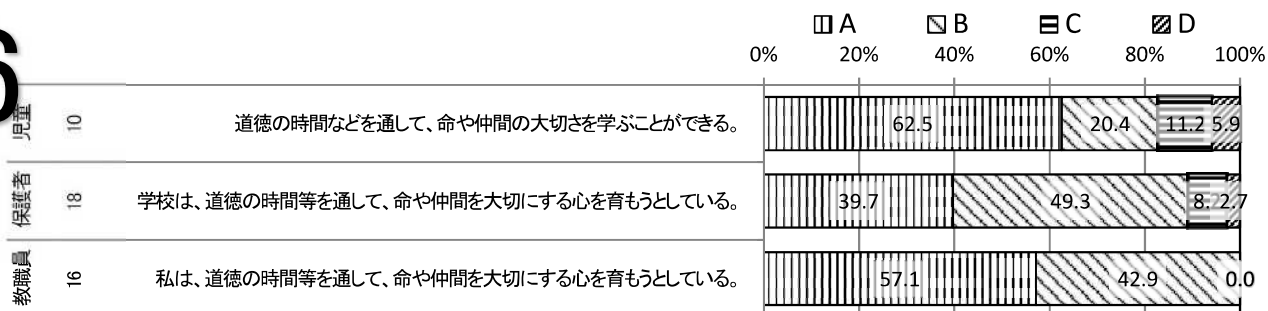 A B C D
0% 20% 40% 60% 80% 100%
6
児童 10 道徳の時間などを通して、命や仲間の大切さを学ぶことができる。 62.5 20.4 11.2 5.9
保護者 18 学校は、道徳の時間等を通して、命や仲間を大切にする心を育もうとしている。 39.7 49.3 2.7
教職員 16 私は、道徳の時間等を通して、命や仲間を大切にする心を育もうとしている。 57.1 42.9 0.0